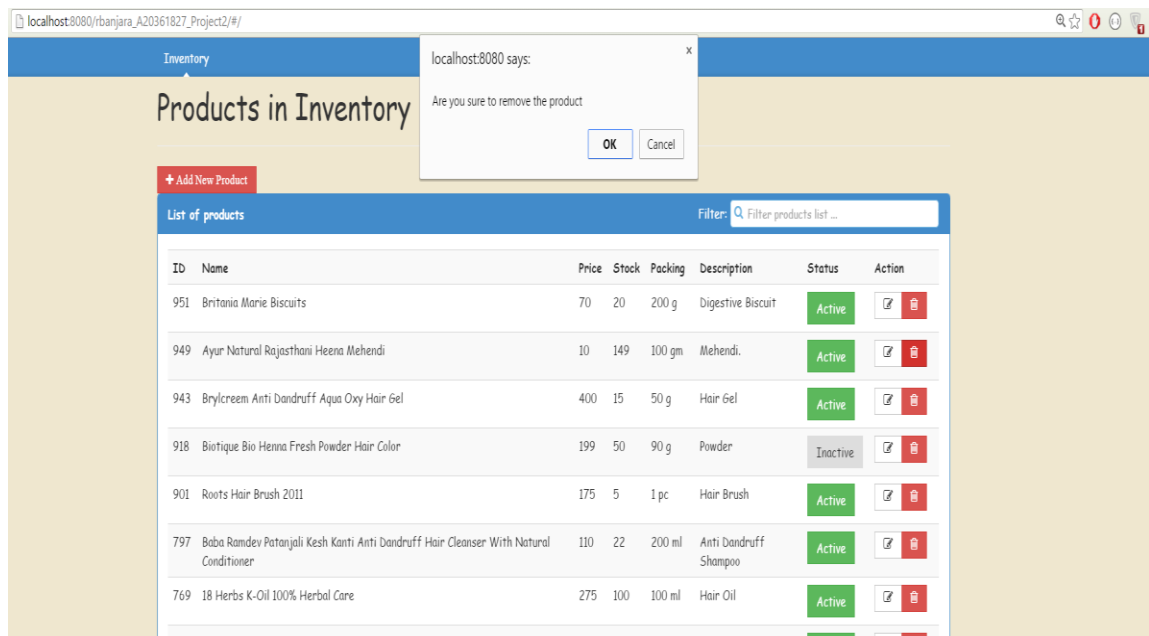 localhost:8080/rbanjara_A20361827_Project2/#/
Inventory
localhost:8080 says:
x
Are you sure to remove the product
OK Cancel
Products in Inventory
+ Add New Product
List of products Filter: Filter products list ...
ID Name Price Stock Packing Description Status Action
951 Britania Marie Biscuits 70 20 200 g Digestive Biscuit Active
949 Ayur Natural Rajasthani Heena Mehendi 10 149 100 gm Mehendi. Active
943 Brylcreem Anti Dandruff Aqua Oxy Hair Gel 400 15 50 g Hair Gel Active
918 Biotique Bio Henna Fresh Powder Hair Color 199 50 90 g Powder Inactive
901 Roots Hair Brush 2011 175 5 1 pc Hair Brush Active
797 Baba Ramdev Patanjali Kesh Kanti Anti Dandruff Hair Cleanser With Natural 110 22 200 ml Anti Dandruff Active
Conditioner Shampoo
769 18 Herbs K-Oil 100% Herbal Care 275 100 100 ml Hair Oil Active